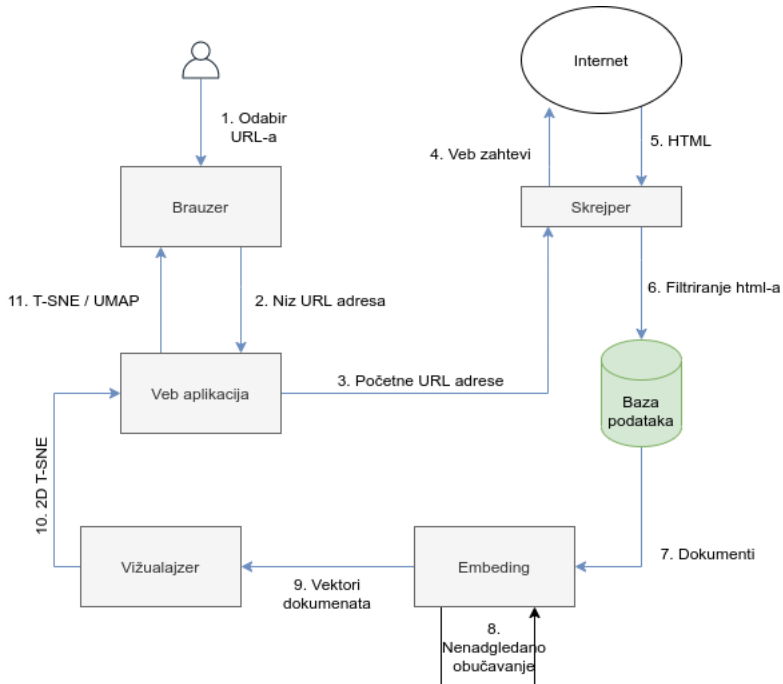 Internet
1. Odabir
URL-a
4. Veb zahtevi
5. HTML
Brauzer
Skrejper
11. T-SNE / UMAP
2. Niz URL adresa
6. Filtriranje html-a
Veb aplikacija
3. Početne URL adrese
Baza
podataka
10. 2D T-SNE
7. Dokumenti
Vižualajzer
Embeding
9. Vektori
dokumenata
8.
Nenadgledano
obučavanje